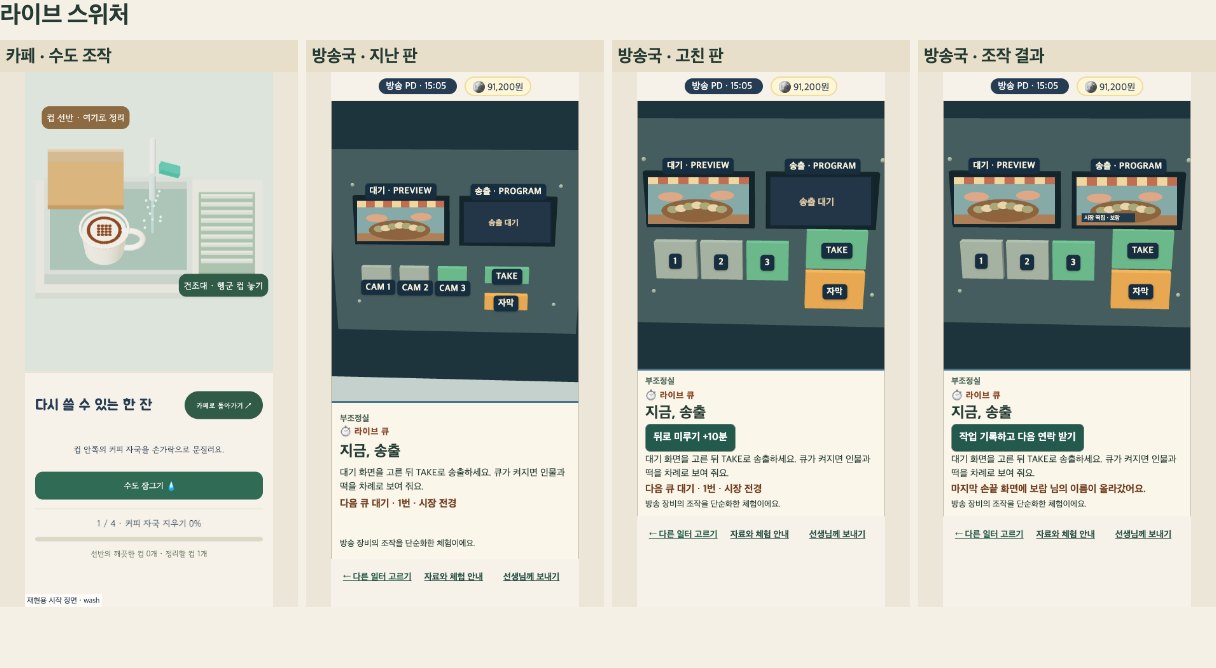 라이브 스위처
카페 · 수도 조작
컵 선반 · 여기로 정리
건조대 · 헹군 컵 놓기
다시 쓸 수 있는 한 잔
카페로 돌아가기 ↗
컵 안쪽의 커피 자국을 손가락으로 문질러요.
수도 잠그기
1 / 4 · 커피 자국 지우기 0%
선반의 깨끗한 컵 0개 · 정리할 컵 1개
재현용 시작 장면 · wash
방송국 · 지난 판
방송 PD · 15:05
91,200원
대기 · PREVIEW
송출 · PROGRAM
송출 대기
CAM 1
CAM 2
CAM 3
TAKE
자막
부조정실
라이브 큐
지금, 송출
대기 화면을 고른 뒤 TAKE로 송출하세요. 큐가 켜지면 인물과
떡을 차례로 보여 줘요.
다음 큐 대기 · 1번 · 시장 전경
방송 장비의 조작을 단순화한 체험이에요.
← 다른 일터 고르기
자료와 체험 안내
선생님께 보내기
방송국 · 고친 판
방송 PD · 15:05
91,200원
대기 · PREVIEW
송출 · PROGRAM
송출 대기
1
2
3
TAKE
자막
부조정실
라이브 큐
지금, 송출
뒤로 미루기 +10분
대기 화면을 고른 뒤 TAKE로 송출하세요. 큐가 켜지면 인물과
떡을 차례로 보여 줘요.
다음 큐 대기 · 1번 · 시장 전경
방송 장비의 조작을 단순화한 체험이에요.
← 다른 일터 고르기
자료와 체험 안내
선생님께 보내기
방송국 · 조작 결과
방송 PD · 15:05
91,200원
대기 · PREVIEW
송출 · PROGRAM
시장 떡집 · 보람
1
2
3
TAKE
자막
부조정실
라이브 큐
지금, 송출
작업 기록하고 다음 연락 받기
대기 화면을 고른 뒤 TAKE로 송출하세요. 큐가 켜지면 인물과
떡을 차례로 보여 줘요.
마지막 손끝 화면에 보람 님의 이름이 올라갔어요.
방송 장비의 조작을 단순화한 체험이에요.
← 다른 일터 고르기
자료와 체험 안내
선생님께 보내기